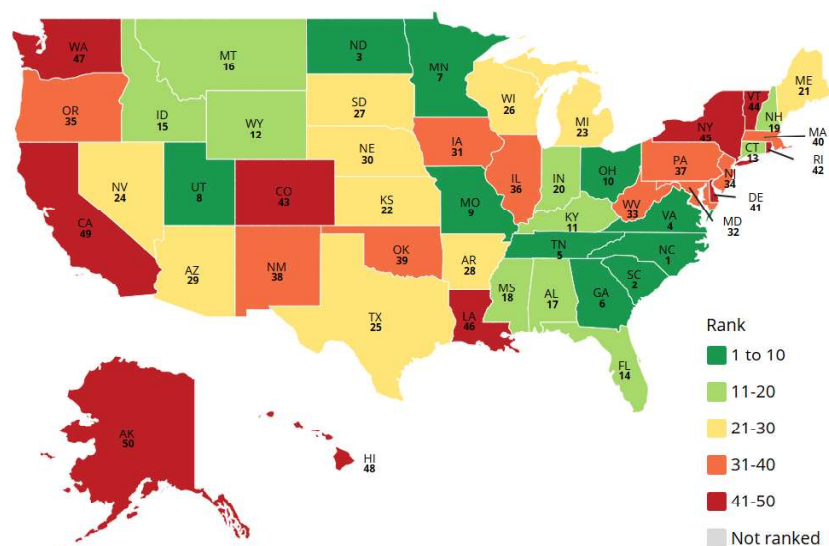 WA
47
MT
16
ND
3
MN
7
ME
21
OR
35
ID
15
SD
27
WI
26
MI
23
VT
44
NH
19
NY
45
MA
40
WY
12
IA
31
NE
30
PA
37
CT
13
RI
42
NJ
34
NV
24
UT
8
CO
43
IL
36
IN
20
OH
10
DE
41
CA
49
KS
22
MO
9
WV
33
MD
32
KY
11
VA
4
AZ
29
NM
38
OK
39
AR
28
TN
5
NC
1
SC
2
MS
18
AL
17
GA
6
TX
25
LA
46
FL
14
AK
50
HI
48
Rank
1 to 10
11-20
21-30
31-40
41-50
Not ranked